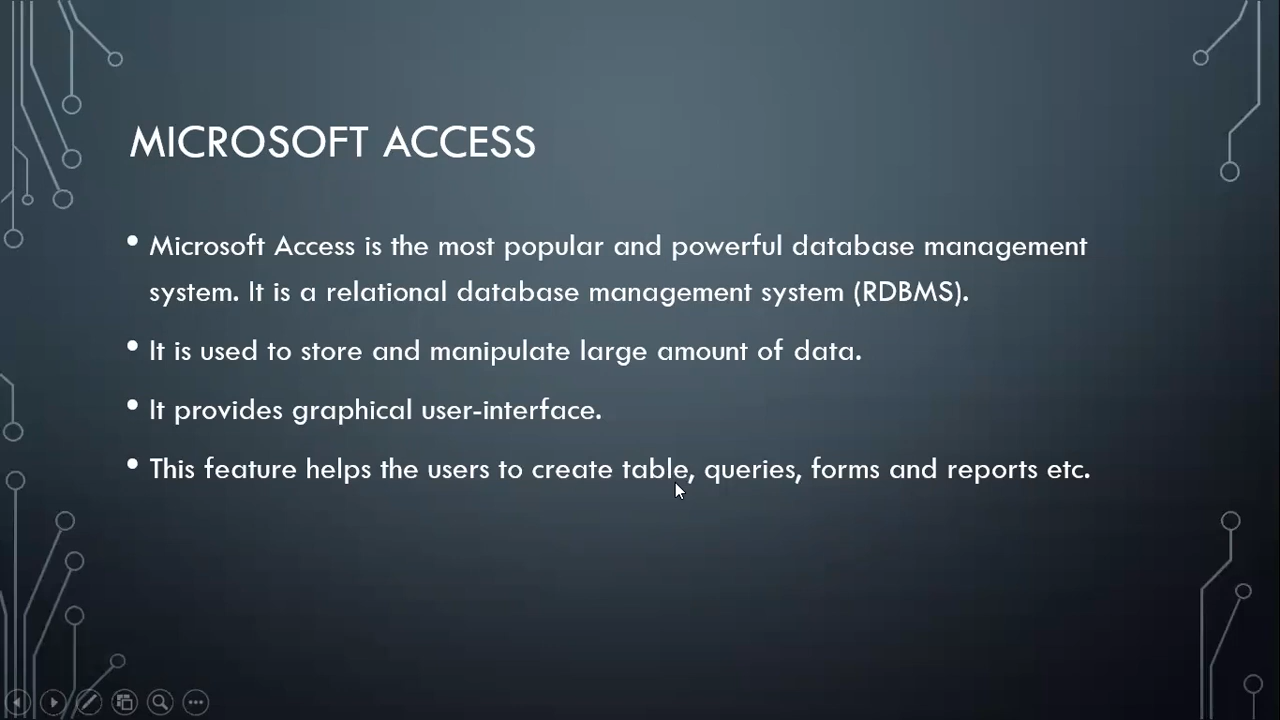 MICROSOFT ACCESS
• Microsoft Access is the most popular and powerful database management
system. It is a relational database management system (RDBMS).
• It is used to store and manipulate large amount of data.
• It provides graphical user-interface.
• This feature helps the users to create table, queries, forms and reports etc.